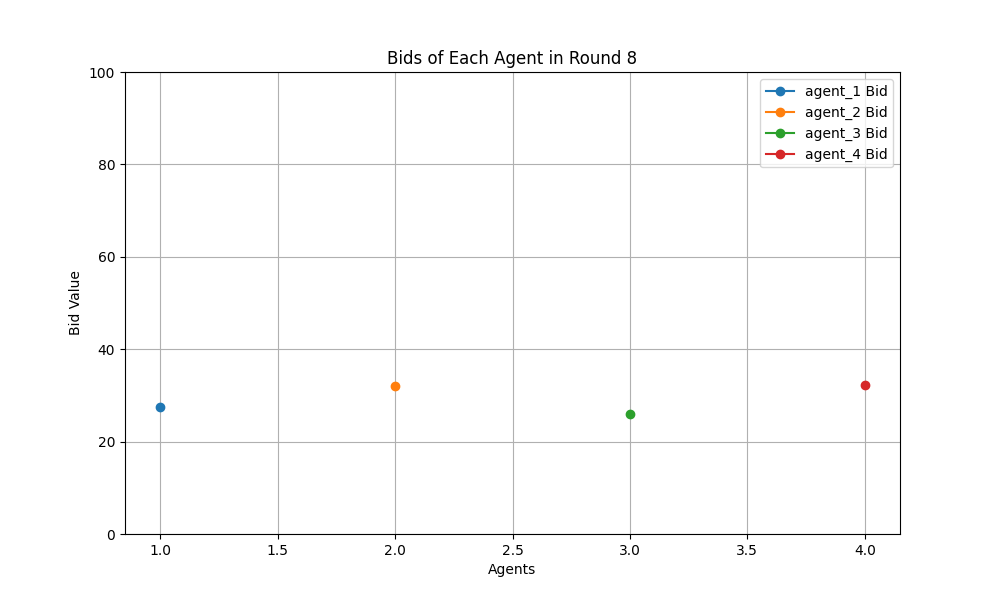 Bids of Each Agent in Round 8
100
80
60
40
20
0
Bid Value
agent_1 Bid
agent_2 Bid
agent_3 Bid
agent_4 Bid
1.0 1.5 2.0 2.5 3.0 3.5 4.0
Agents